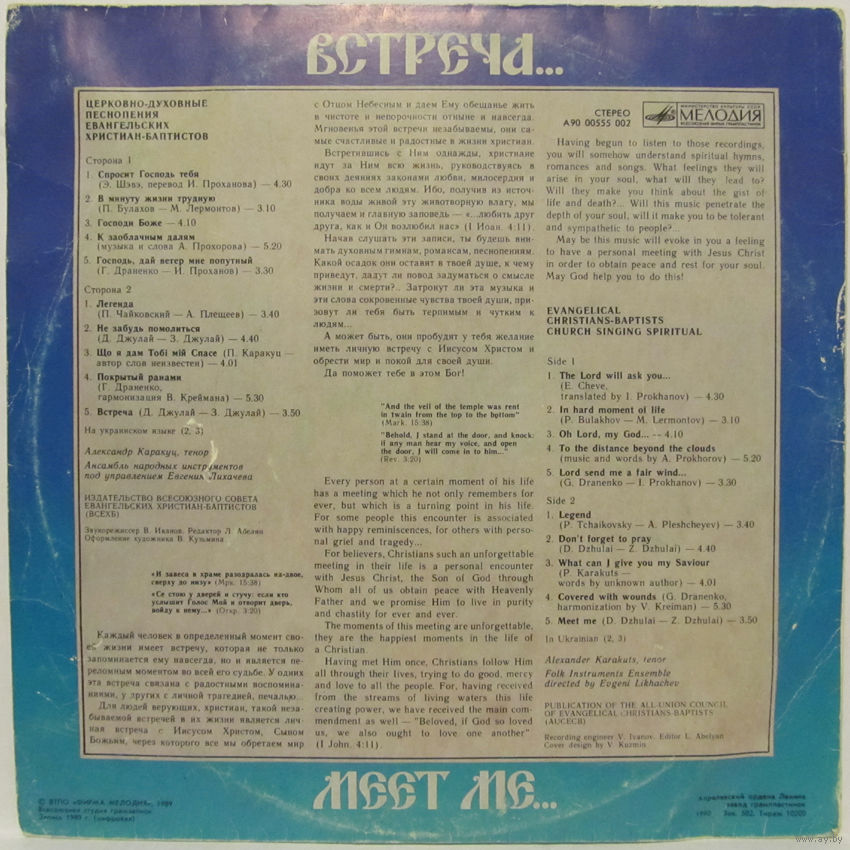 ВСТРЕЧА...
ЦЕРКОВНО-ДУХОВНЫЕ
ПЕСНОПЕНИЯ
ЕВАНГЕЛЬСКИХ
ХРИСТИАН-БАПТИСТОВ
Сторона 1
1. Спросит Господь тебя
(Э. Шэвэ, перевод И. Проханова) — 4.30
2. В минуту жизни трудную
(П. Булахов — М. Лермонтов) — 3.10
3. Господи Боже — 4.10
4. К заоблачным далям
(музыка и слова А. Прохорова) — 5.20
5. Господь, дай ветер мне попутный
(Г. Драненко — И. Проханов) — 3.30
Сторона 2
1. Легенда
(П. Чайковский — А. Плещеев) — 3.40
2. Не забудь помолиться
(Д. Джулай — З. Джулай) — 4.40
3. Що я дам Тобі мій Спасе (П. Каракуц —
автор слов неизвестен) — 4.01
4. Покрытый ранами
(Г. Драненко,
гармонизация В. Креймана) — 5.30
5. Встреча (Д. Джулай — З. Джулай) — 3.50
На украинском языке (2, 3)
Александр Каракуц, тенор
Ансамбль народных инструментов
под управлением Евгения Лихачева
ИЗДАТЕЛЬСТВО ВСЕСОЮЗНОГО СОВЕТА
ЕВАНГЕЛЬСКИХ ХРИСТИАН-БАПТИСТОВ
(ВСЕХБ)
Звукорежиссер В. Иванов. Редактор Л. Абелян
Оформление художника В. Кузьмина
«И завеса в храме разодралась на-двое,
сверху до низу» (Мрк. 15:38)
«Се стою у дверей и стучу: если кто
услышит Голос Мой и отворит дверь,
войду к нему...» (Откр. 3:20)
Каждый человек в определенный момент сво-
ей жизни имеет встречу, которая не только
запоминается ему навсегда, но и является пе-
реломным моментом во всей его судьбе. У одних
эта встреча связана с радостными воспомина-
ниями, у других с личной трагедией, печалью...
Для людей верующих, христиан, такой неза-
бываемой встречей в их жизни является лич-
ная встреча с Иисусом Христом, Сыном
Божьим, через которого все мы обретаем мир
с Отцом Небесным и даем Ему обещанье жить
в чистоте и непорочности отныне и навсегда.
Мгновенья этой встречи незабываемы, они са-
мые счастливые и радостные в жизни христиан.
Встретившись с Ним однажды, христиане
идут за Ним всю жизнь, руководствуясь в
своих деяниях законами любви, милосердия и
добра ко всем людям. Ибо, получив из источ-
ника воды живой эту животворную влагу, мы
получаем и главную заповедь — «...любить друг
друга, как и Он возлюбил нас» (1 Иоан. 4:11).
Начав слушать эти записи, ты будешь вни-
мать духовным гимнам, романсам, песнопениям.
Какой осадок они оставят в твоей душе, к чему
приведут, дадут ли повод задуматься о смысле
жизни и смерти?.. Затронут ли эта музыка и
эти слова сокровенные чувства твоей души, при-
зовут ли тебя быть терпимым и чутким к
людям...
А может быть, они пробудят у тебя желание
иметь личную встречу с Иисусом Христом и
обрести мир и покой для своей души.
Да поможет тебе в этом Бог!
"And the veil of the temple was rent
in twain from the top to the bottom"
(Mark. 15:38)
"Behold, I stand at the door, and knock:
if any man hear my voice, and open
the door, I will come in to him..."
(Rev. 3:20)
Every person at a certain moment of his life
has a meeting which he not only remembers for
ever, but which is a turning point in his life.
For some people this encounter is associated
with happy reminiscences, for others with perso-
nal grief and tragedy...
For believers, Christians such an unforgettable
meeting in their life is a personal encounter
with Jesus Christ, the Son of God through
Whom all of us obtain peace with Heavenly
Father and we promise Him to live in purity
and chastity for ever and ever.
The moments of this meeting are unforgettable,
they are the happiest moments in the life of
a Christian.
Having met Him once, Christians follow Him
all through their lives, trying to do good, mercy
and love to all the people. For, having received
from the streams of living waters this life
creating power, we have received the main com-
mendment as well — "Beloved, if God so loved
us, we also ought to love one another"
(I John. 4:11).
СТЕРЕО
А90 00555 002
МИНИСТЕРСТВО КУЛЬТУРЫ СССР
МЕЛОДИЯ
ВСЕСОЮЗНАЯ ФИРМА ГРАМПЛАСТИНОК
Having begun to listen to those recordings,
you will somehow understand spiritual hymns,
romances and songs. What feelings they will
arise in your soul, what will they lead to?
Will they make you think about the gist of
life and death?... Will this music penetrate the
depth of your soul, will it make you to be tolerant
and sympathetic to people?...
May be this music will evoke in you a feeling
to have a personal meeting with Jesus Christ
in order to obtain peace and rest for your soul.
May God help you to do this!
EVANGELICAL
CHRISTIANS-BAPTISTS
CHURCH SINGING SPIRITUAL
Side 1
1. The Lord will ask you...
(E. Cheve,
translated by I. Prokhanov) — 4.30
2. In hard moment of life
(P. Bulakhov — M. Lermontov) — 3.10
3. Oh Lord, my God... — 4.10
4. To the distance beyond the clouds
(music and words by A. Prokhorov) — 5.20
5. Lord send me a fair wind...
(G. Dranenko — I. Prokhanov) — 3.30
Side 2
1. Legend
(P. Tchaikovsky — A. Pleshcheyev) — 3.40
2. Don't forget to pray
(D. Dzhulai — Z. Dzhulai) — 4.40
3. What can I give you my Saviour
(P. Karakuts —
words by unknown author) — 4.01
4. Covered with wounds (G. Dranenko,
harmonization by V. Kreiman) — 5.30
5. Meet me (D. Dzhulai — Z. Dzhulai) — 3.50
In Ukrainian (2, 3)
Alexander Karakuts, tenor
Folk Instruments Ensemble
directed by Evgeni Likhachev
PUBLICATION OF THE ALL-UNION COUNCIL
OF EVANGELICAL CHRISTIANS-BAPTISTS
(AUCECB)
Recording engineer V. Ivanov. Editor L. Abelyan
Cover design by V. Kuzmin
MEET ME...
© ВТПО «ФИРМА МЕЛОДИЯ», 1989
Всесоюзная студия грамзаписи
Запись 1989 г. (цифровая)
Апрелевский ордена Ленина
завод грампластинок
1990 Зак. 502. Тираж 10200
www.ay.by